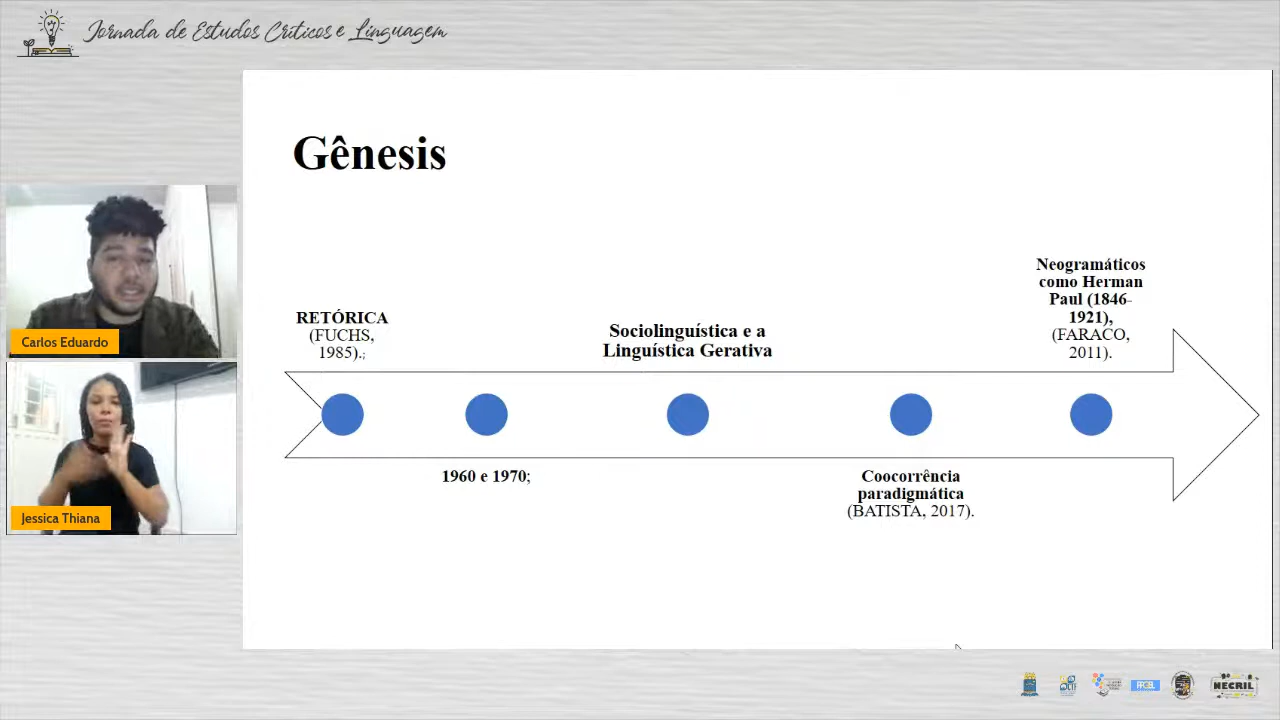 Jornada de Estudos Críticos e Linguagem
Gênesis
RETÓRICA
(FUCHS,
1985).;
1960 e 1970;
Sociolinguística e a
Linguística Gerativa
Coocorrência
paradigmática
(BATISTA, 2017).
Neogramáticos
como Herman
Paul (1846-
1921),
(FARACO,
2011).
Carlos Eduardo
Jessica Thiana
NECRIL